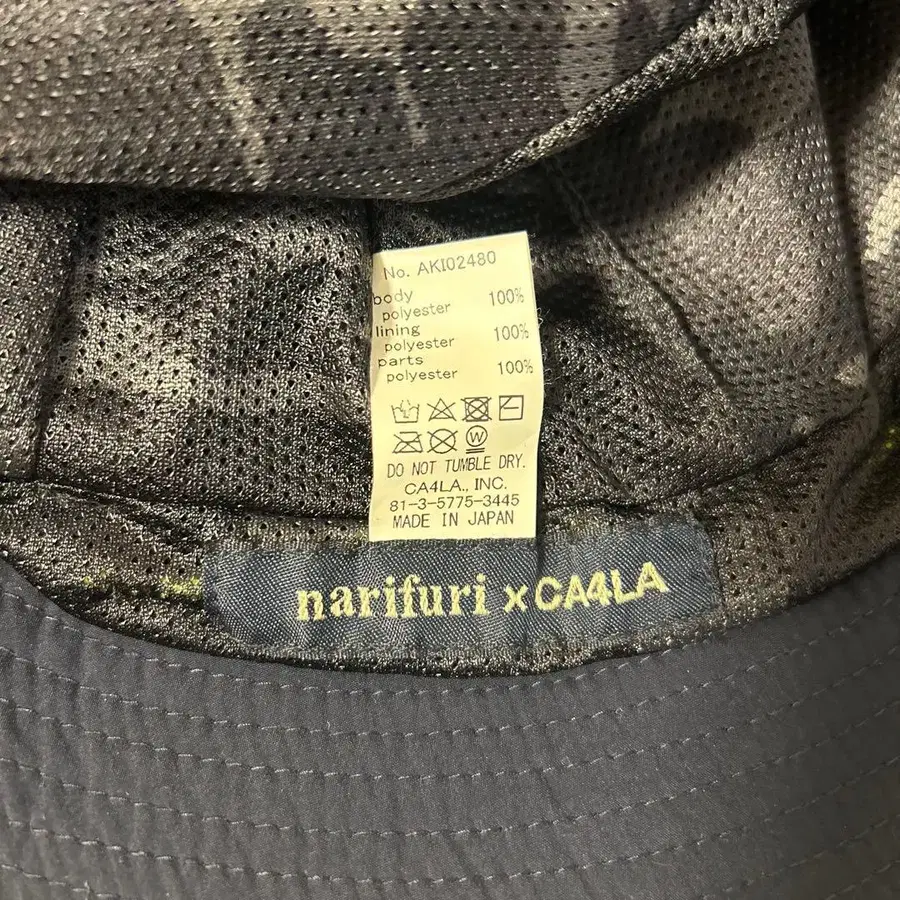 No. AKI02480
body
polyester 100%
lining
polyester 100%
parts
polyester 100%
W
DO NOT TUMBLE DRY.
CA4LA., INC.
81-3-5775-3445
MADE IN JAPAN
narifuri x CA4LA